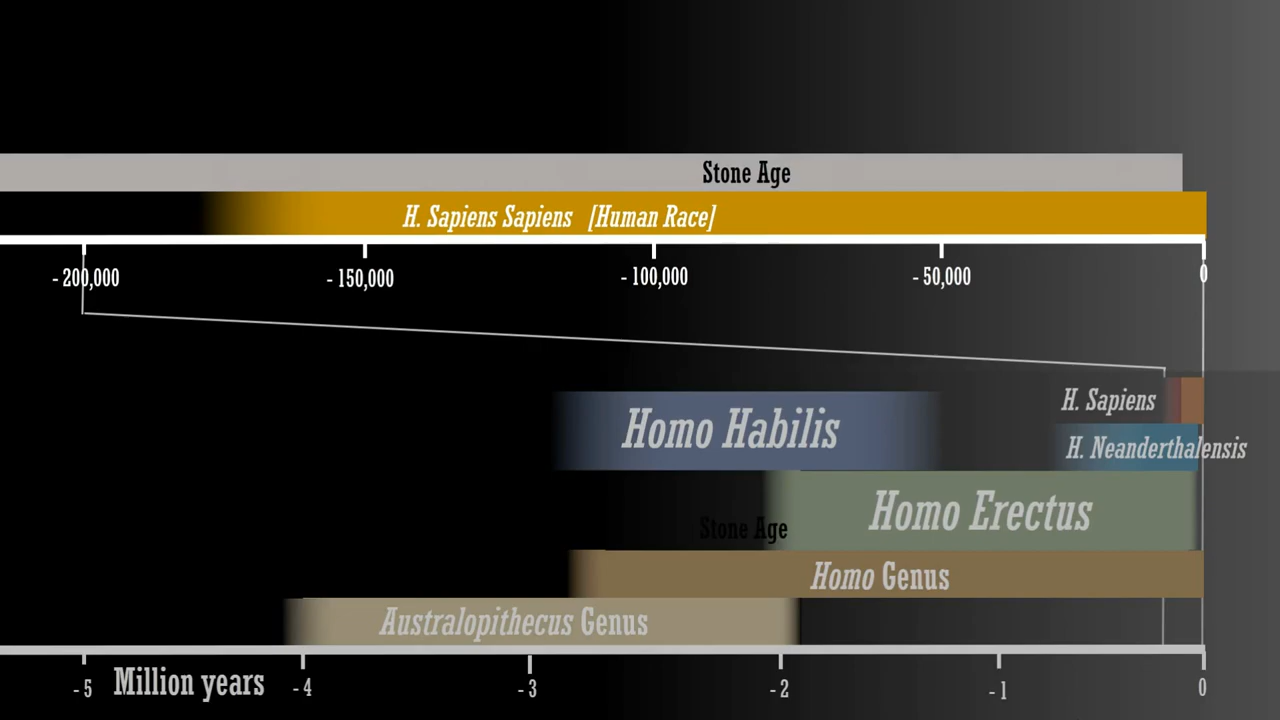 Stone Age
H. Sapiens Sapiens [Human Race]
- 200,000 - 150,000 - 100,000 - 50,000 0
H. Sapiens
Homo Habilis
H. Neanderthalensis
Homo Erectus
Stone Age
Homo Genus
Australopithecus Genus
- 5 Million years - 4 - 3 - 2 - 1 0